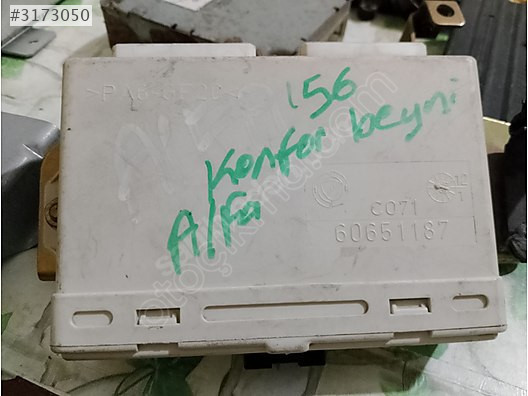 #3173050
'156
Konfor beyni
Alfa
C071
60651187